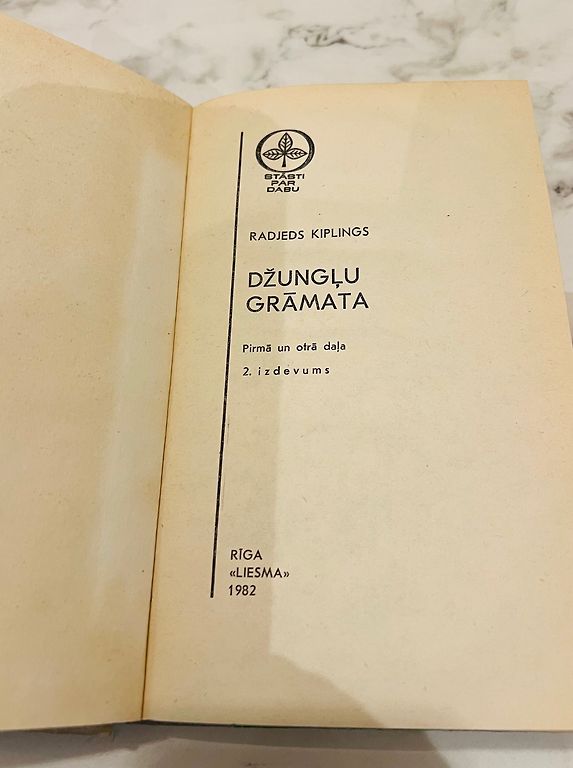 STĀSTI
PAR
DABU
RADJEDS KIPLINGS
DŽUNGĻU
GRĀMATA
Pirmā un otrā daļa
2. izdevums
RĪGA
«LIESMA»
1982